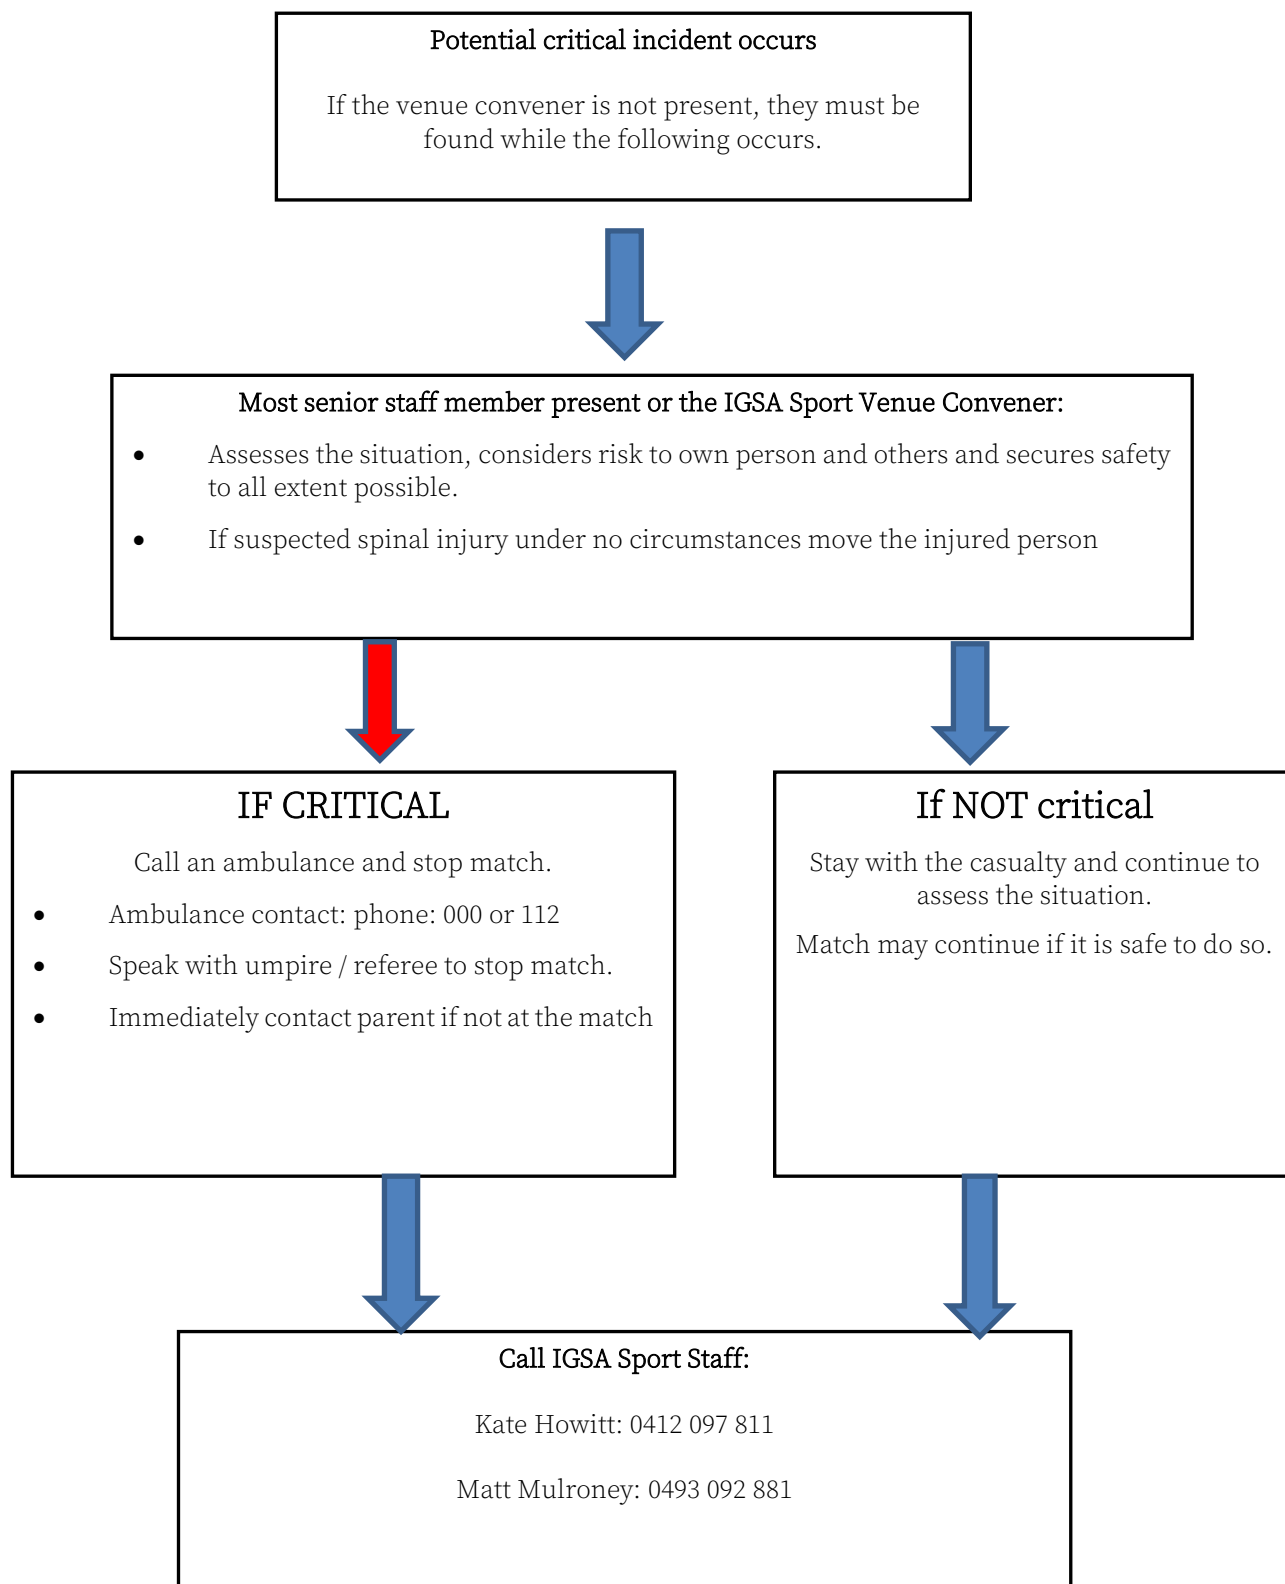 Potential critical incident occurs
If the venue convener is not present, they must be
found while the following occurs.
Most senior staff member present or the IGSA Sport Venue Convener:
• Assesses the situation, considers risk to own person and others and secures safety
to all extent possible.
• If suspected spinal injury under no circumstances move the injured person
IF CRITICAL
Call an ambulance and stop match.
• Ambulance contact: phone: 000 or 112
• Speak with umpire / referee to stop match.
• Immediately contact parent if not at the match
If NOT critical
Stay with the casualty and continue to
assess the situation.
Match may continue if it is safe to do so.
Call IGSA Sport Staff:
Kate Howitt: 0412 097 811
Matt Mulroney: 0493 092 881